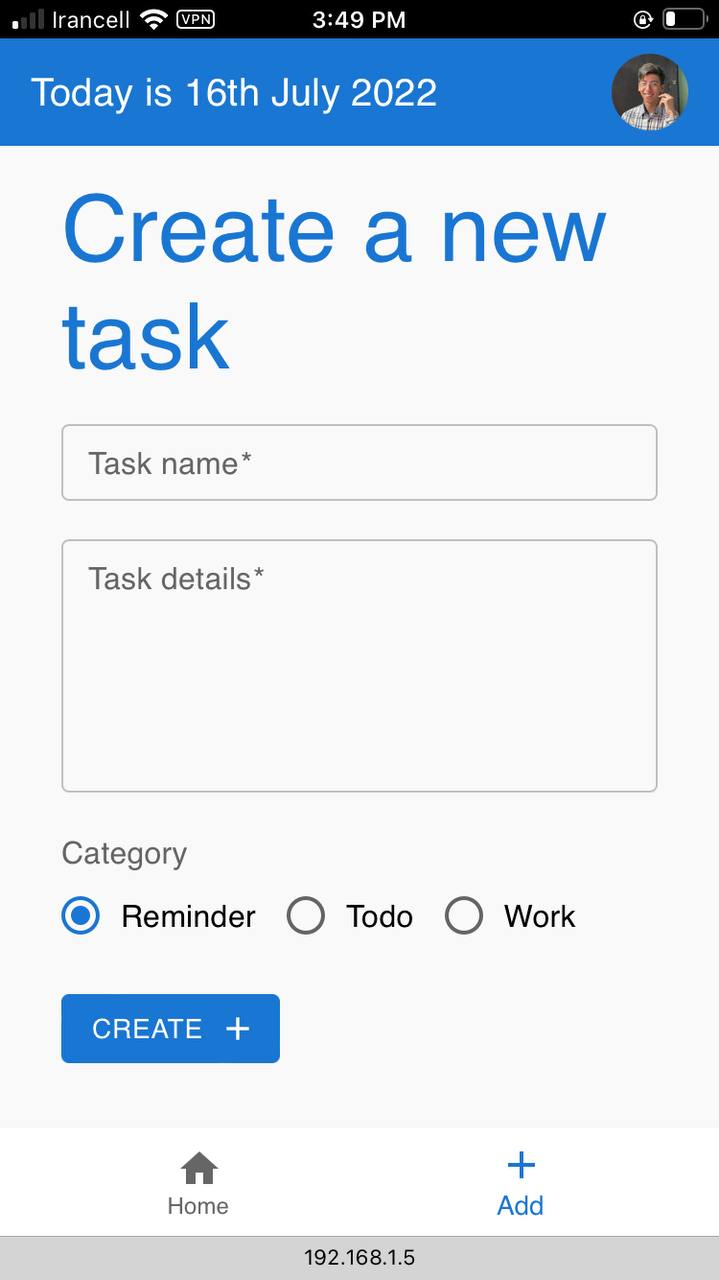 Irancell VPN 3:49 PM
Today is 16th July 2022
Create a new
task
Task name*
Task details*
Category
Reminder Todo Work
CREATE +
Home Add
192.168.1.5